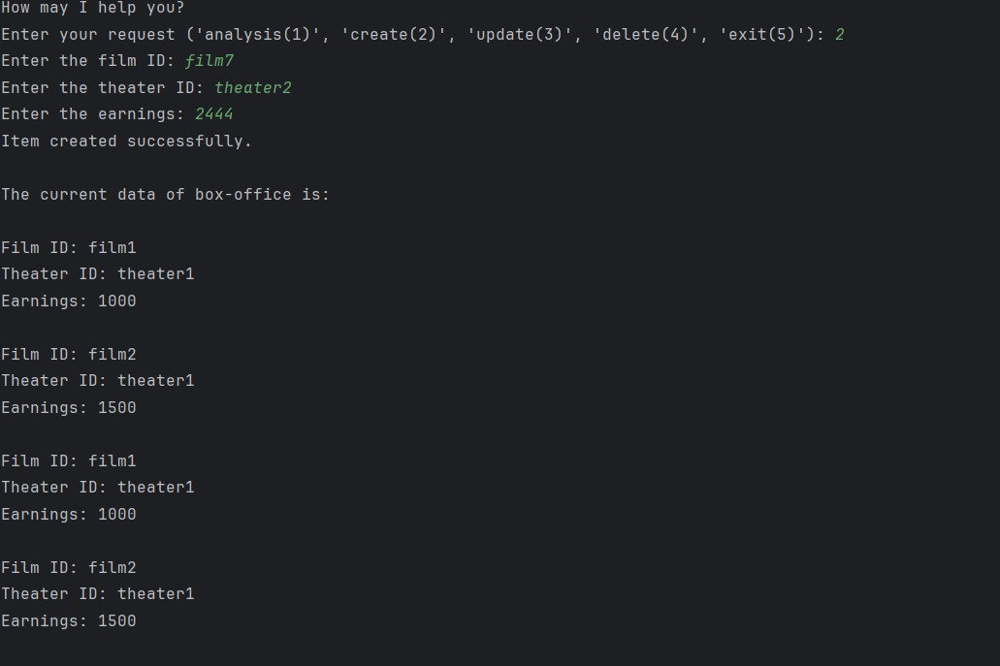 How may I help you?
Enter your request ('analysis(1)', 'create(2)', 'update(3)', 'delete(4)', 'exit(5)'): 2
Enter the film ID: film7
Enter the theater ID: theater2
Enter the earnings: 2444
Item created successfully.
The current data of box-office is:
Film ID: film1
Theater ID: theater1
Earnings: 1000
Film ID: film2
Theater ID: theater1
Earnings: 1500
Film ID: film1
Theater ID: theater1
Earnings: 1000
Film ID: film2
Theater ID: theater1
Earnings: 1500